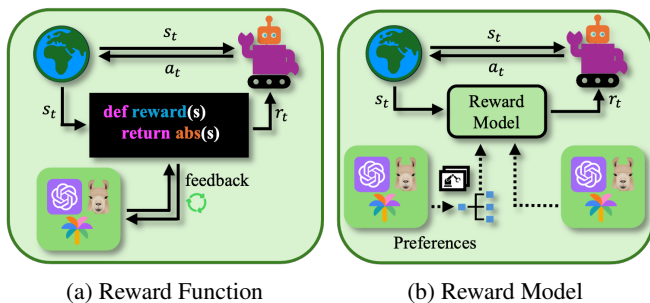 s_t
a_t
s_t
def reward(s)
return abs(s)
r_t
feedback
(a) Reward Function
s_t
a_t
s_t
Reward
Model
r_t
Preferences
(b) Reward Model